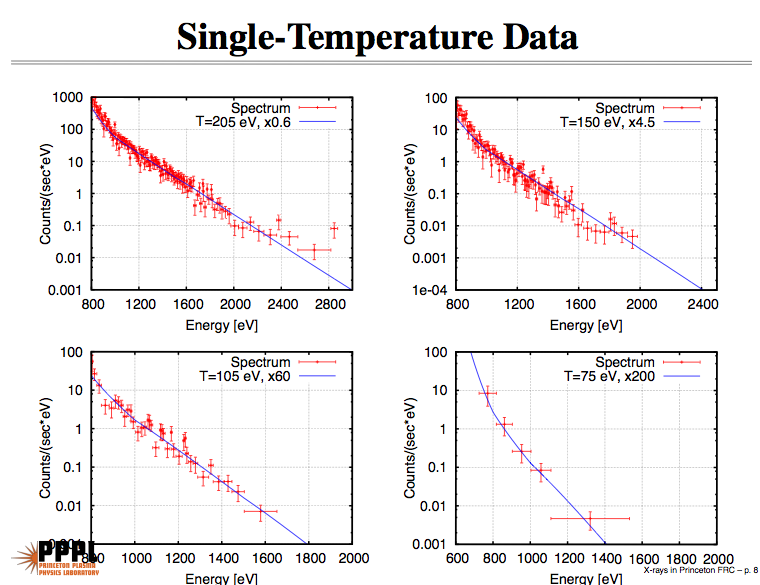 Single-Temperature Data
1000
100
10
1
0.1
0.01
0.001
800 1200 1600 2000 2400 2800
Counts/(sec*eV)
Energy [eV]
Spectrum
T=205 eV, x0.6
100
10
1
0.1
0.01
0.001
1e-04
800 1200 1600 2000 2400
Counts/(sec*eV)
Energy [eV]
Spectrum
T=150 eV, x4.5
100
10
1
0.1
0.01
0.001
800 1000 1200 1400 1600 1800 2000
Counts/(sec*eV)
Energy [eV]
Spectrum
T=105 eV, x60
100
10
1
0.1
0.01
0.001
600 800 1000 1200 1400 1600 1800 2000
Counts/(sec*eV)
Energy [eV]
Spectrum
T=75 eV, x200
PPPL
PRINCETON PLASMA
PHYSICS LABORATORY
X-rays in Princeton FRC – p. 8